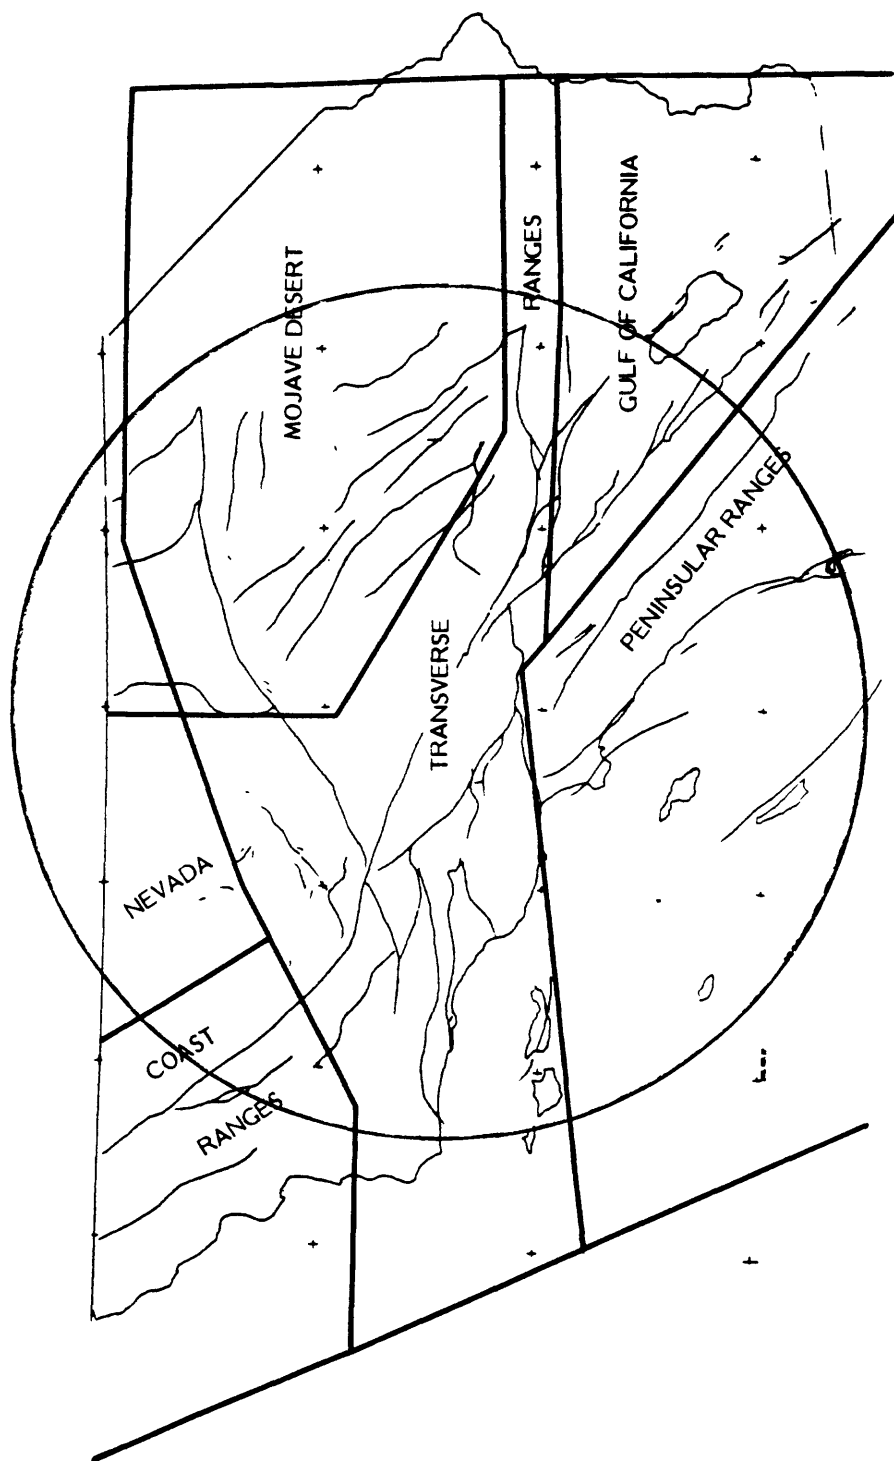 NEVADA
COAST
RANGES
MOJAVE DESERT
TRANSVERSE
RANGES
GULF OF CALIFORNIA
PENINSULAR RANGES